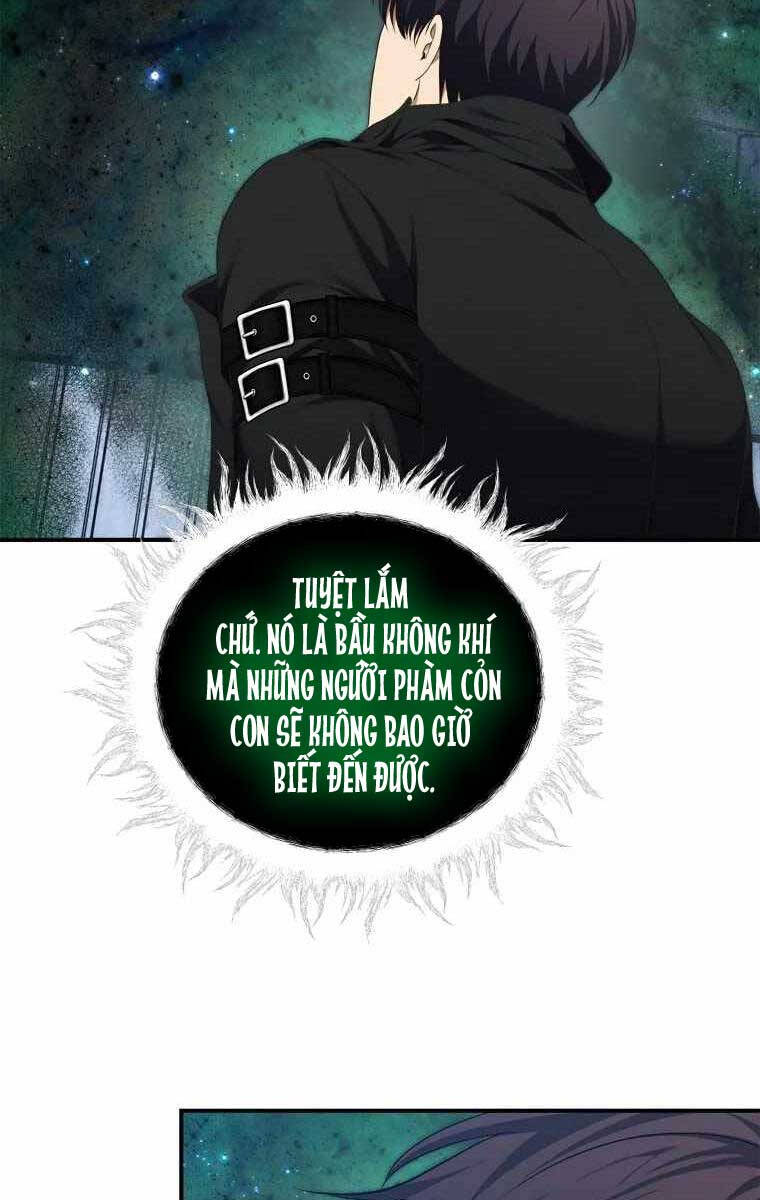 TUYỆT LẮM
CHỨ. NÓ LÀ BẦU KHÔNG KHÍ
MÀ NHỮNG NGƯỜI PHÀM CỎN
CON SẼ KHÔNG BAO GIỜ
BIẾT ĐẾN ĐƯỢC.